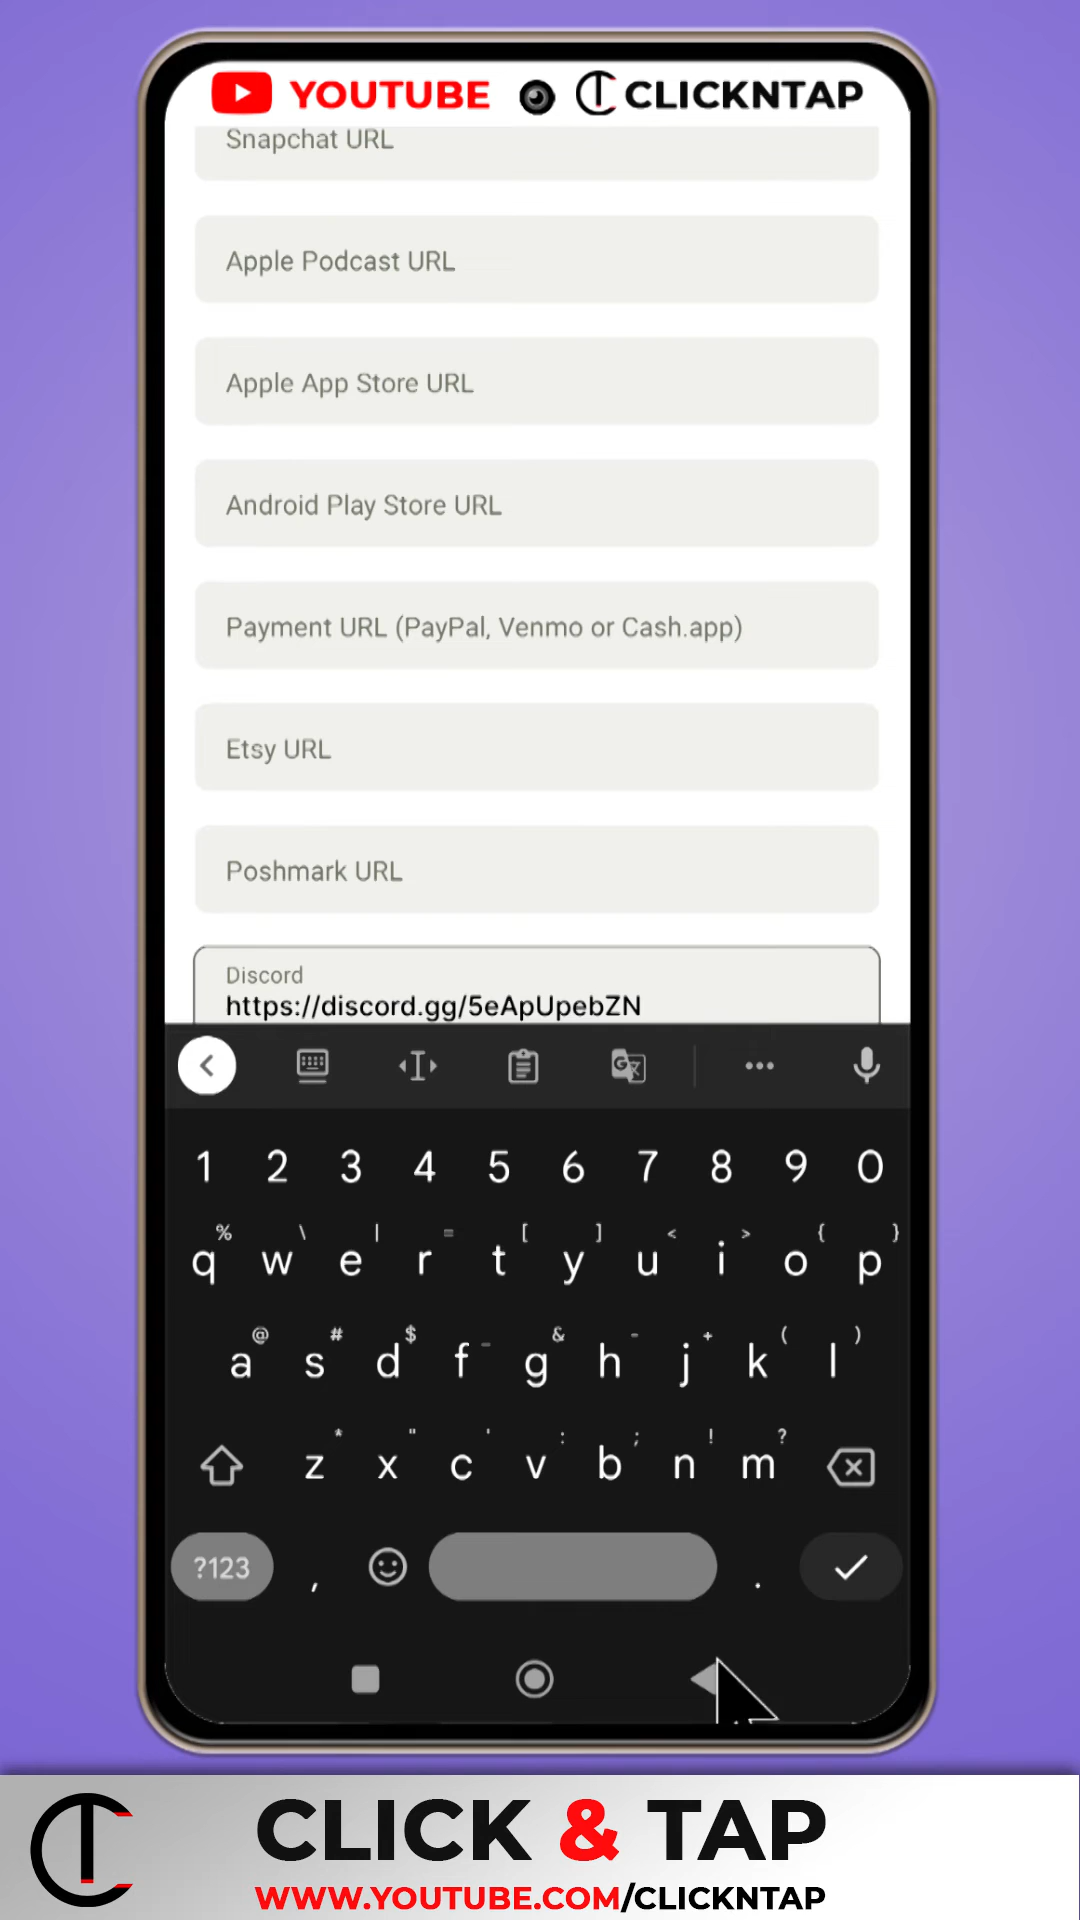 YOUTUBE CLICKNTAP
Snapchat URL
Apple Podcast URL
Apple App Store URL
Android Play Store URL
Payment URL (PayPal, Venmo or Cash.app)
Etsy URL
Poshmark URL
Discord
https://discord.gg/5eApUpebZN
1 2 3 4 5 6 7 8 9 0
% \ | = [ ] < > { }
q w e r t y u i o p
@ # $ _ & - + ( )
a s d f g h j k l
* " ' : ; ! ?
z x c v b n m
?123 , .
CLICK & TAP
WWW.YOUTUBE.COM/CLICKNTAP